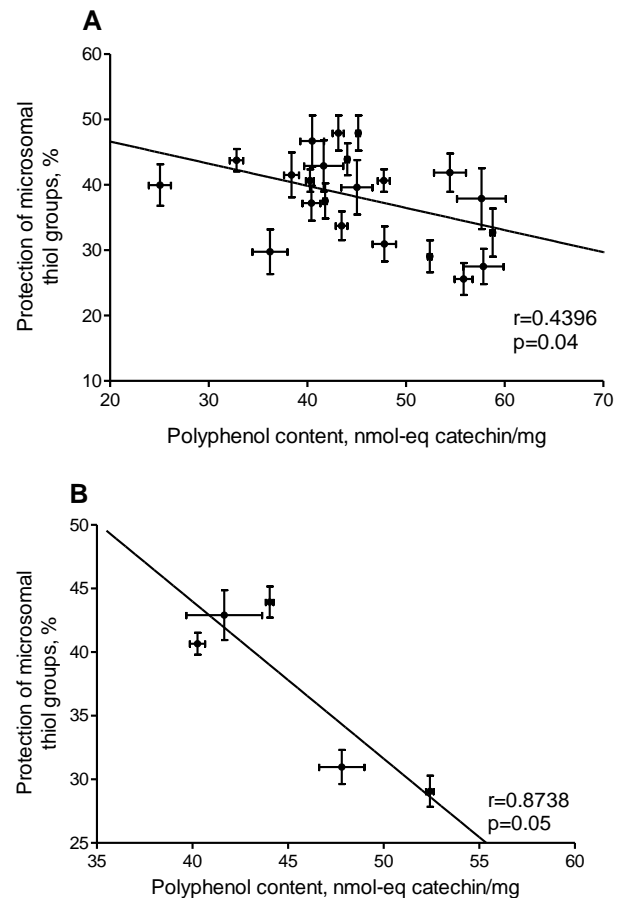 A
Protection of microsomal
thiol groups, %
60
50
40
30
20
10
r=0.4396
p=0.04
20 30 40 50 60 70
Polyphenol content, nmol-eq catechin/mg
B
Protection of microsomal
thiol groups, %
50
45
40
35
30
25
r=0.8738
p=0.05
35 40 45 50 55 60
Polyphenol content, nmol-eq catechin/mg